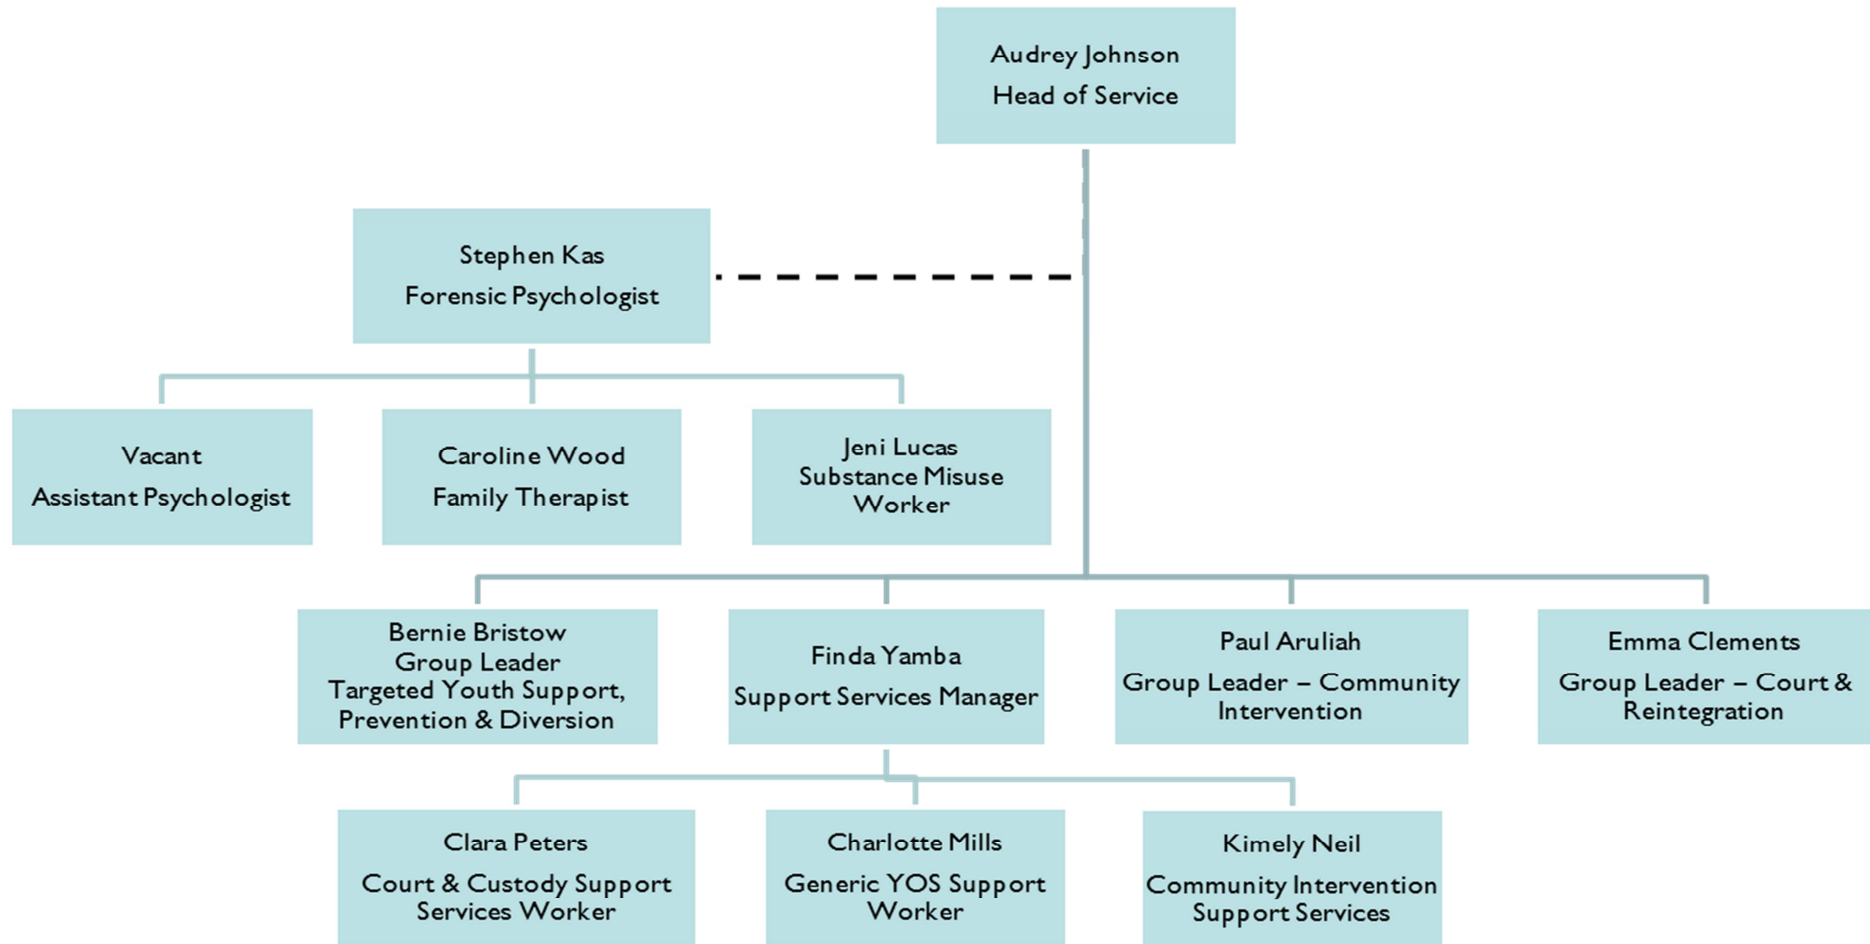 Audrey Johnson
Head of Service
Stephen Kas
Forensic Psychologist
Vacant
Assistant Psychologist
Caroline Wood
Family Therapist
Jeni Lucas
Substance Misuse
Worker
Bernie Bristow
Group Leader
Targeted Youth Support,
Prevention & Diversion
Finda Yamba
Support Services Manager
Paul Aruliah
Group Leader – Community
Intervention
Emma Clements
Group Leader – Court &
Reintegration
Clara Peters
Court & Custody Support
Services Worker
Charlotte Mills
Generic YOS Support
Worker
Kimely Neil
Community Intervention
Support Services